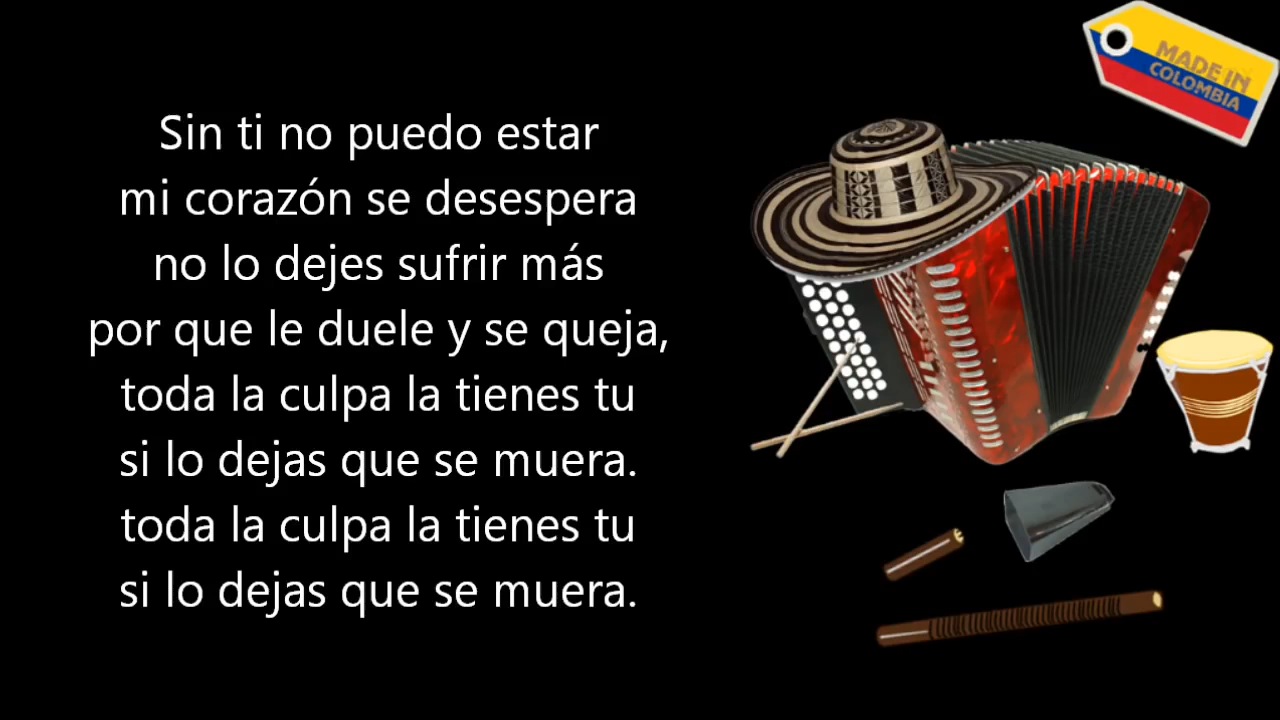 Sin ti no puedo estar
mi corazón se desespera
no lo dejes sufrir más
por que le duele y se queja,
toda la culpa la tienes tu
si lo dejas que se muera.
toda la culpa la tienes tu
si lo dejas que se muera.
MADE IN
COLOMBIA